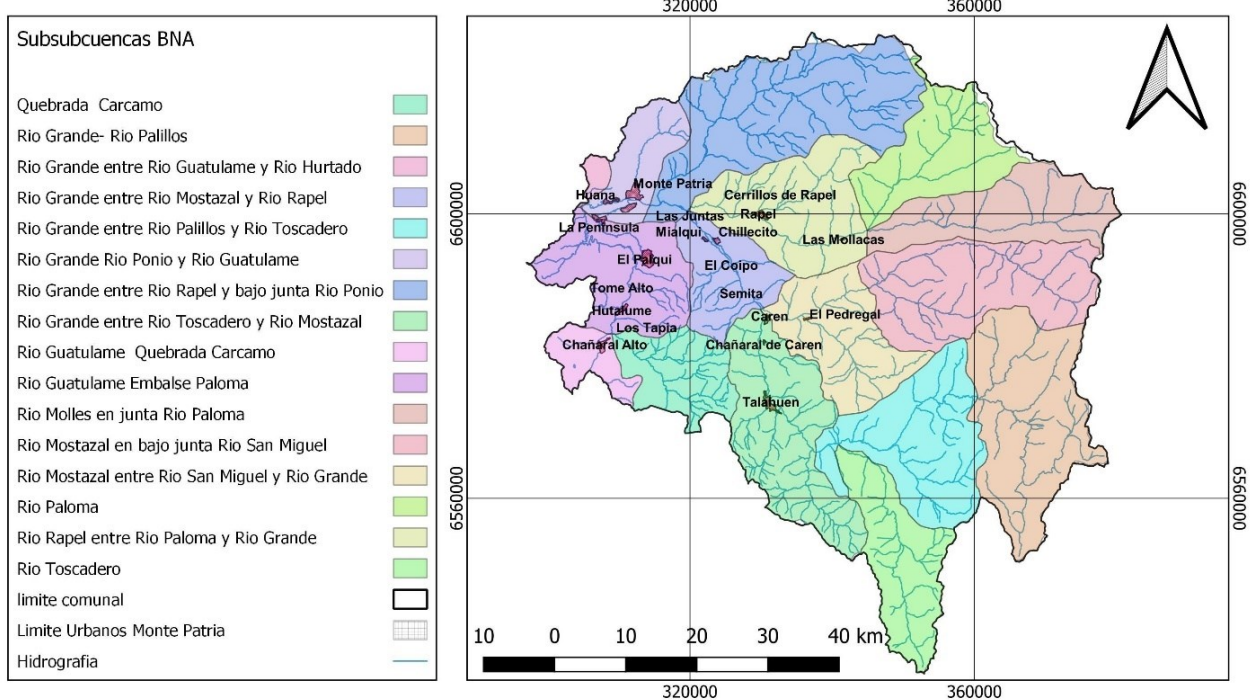 Subsubcuencas BNA
Quebrada Carcamo
Rio Grande- Rio Palillos
Rio Grande entre Rio Guatulame y Rio Hurtado
Rio Grande entre Rio Mostazal y Rio Rapel
Rio Grande entre Rio Palillos y Rio Toscadero
Rio Grande Rio Ponio y Rio Guatulame
Rio Grande entre Rio Rapel y bajo junta Rio Ponio
Rio Grande entre Rio Toscadero y Rio Mostazal
Rio Guatulame Quebrada Carcamo
Rio Guatulame Embalse Paloma
Rio Molles en junta Rio Paloma
Rio Mostazal en bajo junta Rio San Miguel
Rio Mostazal entre Rio San Miguel y Rio Grande
Rio Paloma
Rio Rapel entre Rio Paloma y Rio Grande
Rio Toscadero
limite comunal
Limite Urbanos Monte Patria
Hidrografia
320000
360000
6600000
6560000
Monte Patria
Huana
Cerrillos de Rapel
Las Juntas
Rapel
La Peninsula
Mialqui
Chillecito
Las Mollacas
El Palqui
El Coipo
Tome Alto
Semita
Hutalume
Caren
El Pedregal
Los Tapia
Chañaral Alto
Chañaral de Caren
Talahuen
6600000
6560000
10 0 10 20 30 40 km
320000
360000